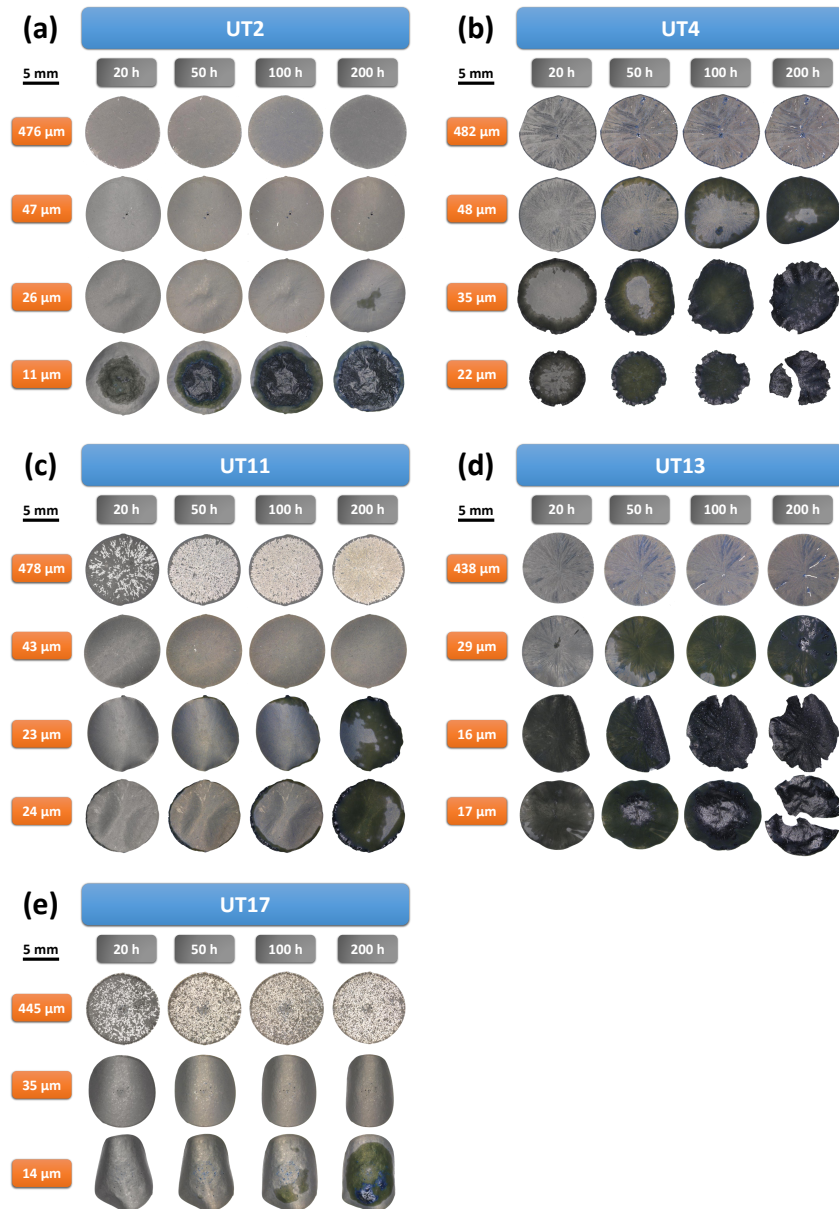 (a) UT2
5 mm 20 h 50 h 100 h 200 h
476 µm
47 µm
26 µm
11 µm
(b) UT4
5 mm 20 h 50 h 100 h 200 h
482 µm
48 µm
35 µm
22 µm
(c) UT11
5 mm 20 h 50 h 100 h 200 h
478 µm
43 µm
23 µm
24 µm
(d) UT13
5 mm 20 h 50 h 100 h 200 h
438 µm
29 µm
16 µm
17 µm
(e) UT17
5 mm 20 h 50 h 100 h 200 h
445 µm
35 µm
14 µm